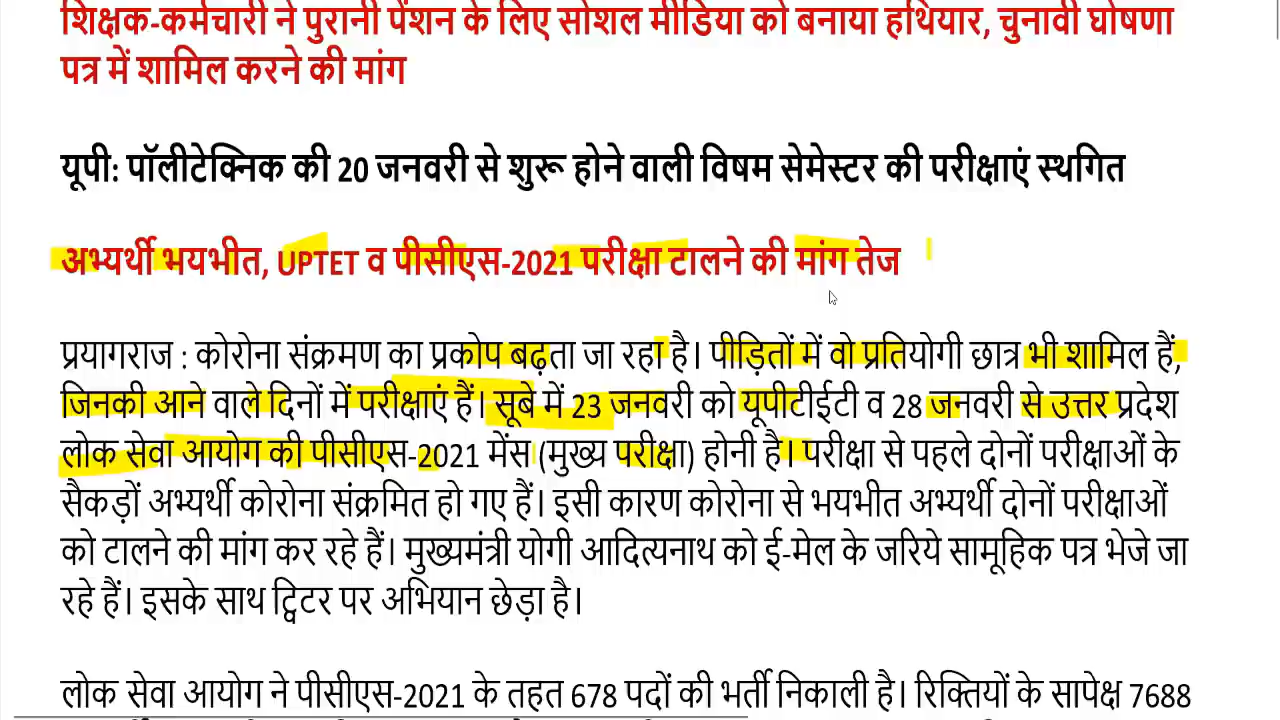 शिक्षक-कर्मचारी ने पुरानी पेंशन के लिए सोशल मीडिया को बनाया हथियार, चुनावी घोषणा
पत्र में शामिल करने की मांग
यूपी: पॉलीटेक्निक की 20 जनवरी से शुरू होने वाली विषम सेमेस्टर की परीक्षाएं स्थगित
अभ्यर्थी भयभीत, UPTET व पीसीएस-2021 परीक्षा टालने की मांग तेज
प्रयागराज : कोरोना संक्रमण का प्रकोप बढ़ता जा रहा है। पीड़ितों में वो प्रतियोगी छात्र भी शामिल हैं,
जिनकी आने वाले दिनों में परीक्षाएं हैं। सूबे में 23 जनवरी को यूपीटीईटी व 28 जनवरी से उत्तर प्रदेश
लोक सेवा आयोग की पीसीएस-2021 मेंस (मुख्य परीक्षा) होनी है। परीक्षा से पहले दोनों परीक्षाओं के
सैकड़ों अभ्यर्थी कोरोना संक्रमित हो गए हैं। इसी कारण कोरोना से भयभीत अभ्यर्थी दोनों परीक्षाओं
को टालने की मांग कर रहे हैं। मुख्यमंत्री योगी आदित्यनाथ को ई-मेल के जरिये सामूहिक पत्र भेजे जा
रहे हैं। इसके साथ ट्विटर पर अभियान छेड़ा है।
लोक सेवा आयोग ने पीसीएस-2021 के तहत 678 पदों की भर्ती निकाली है। रिक्तियों के सापेक्ष 7688